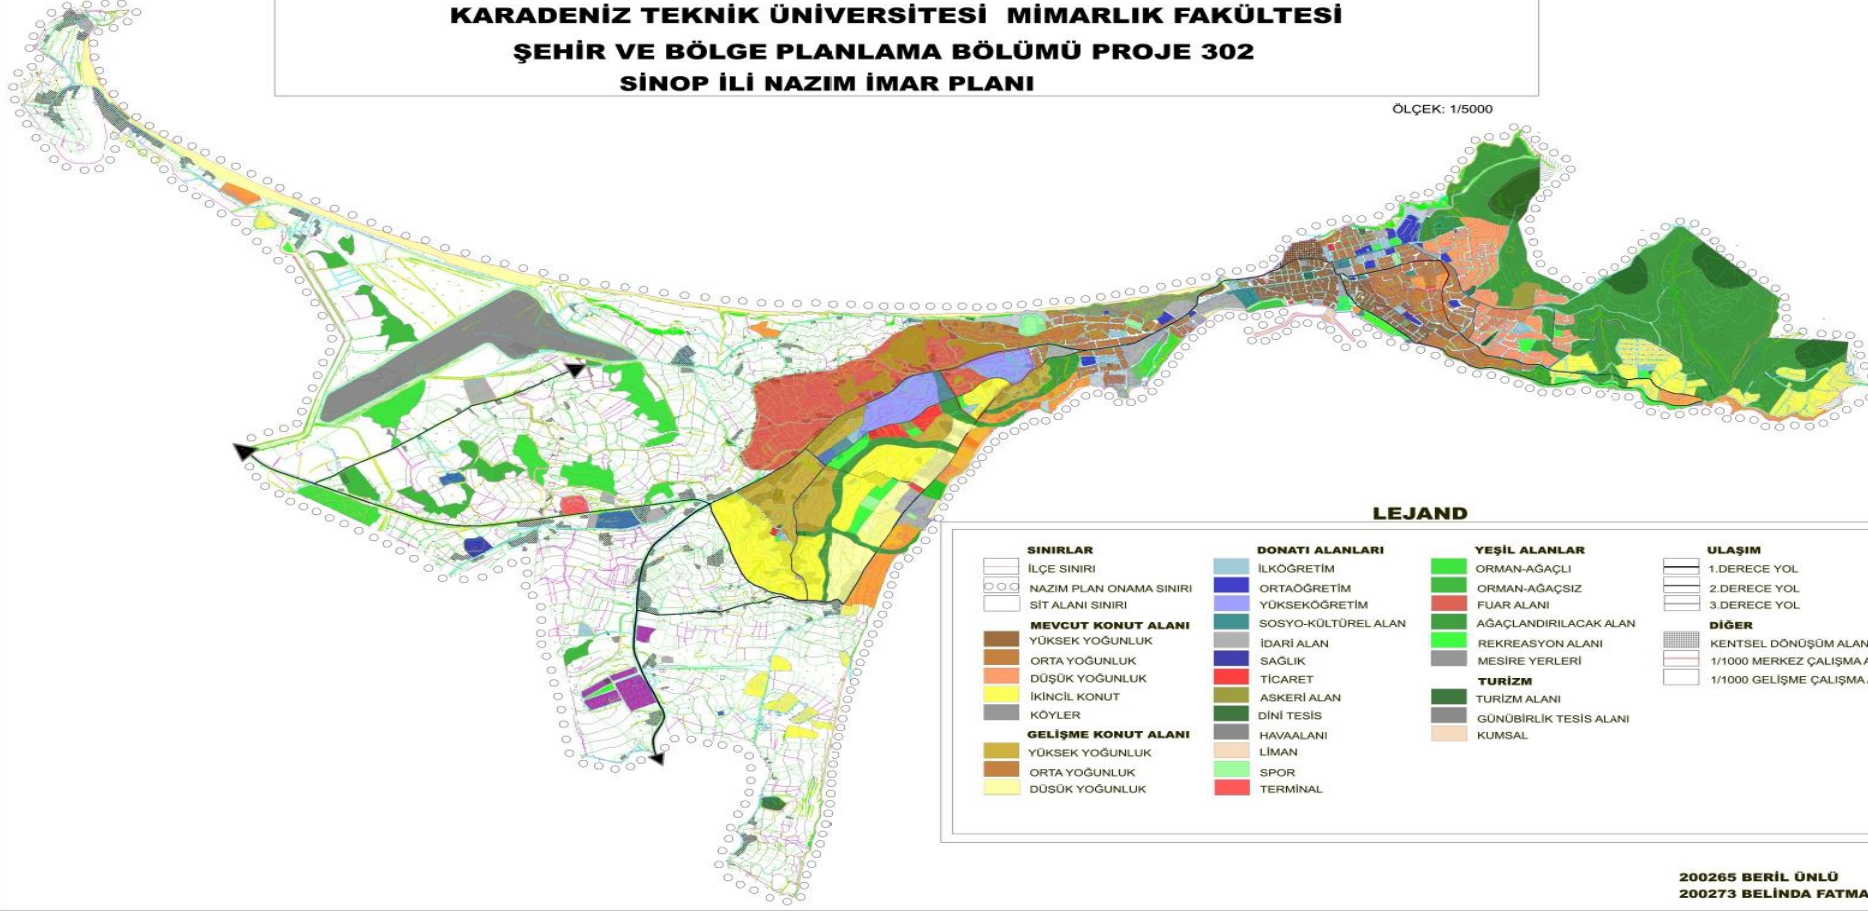 KARADENİZ TEKNİK ÜNİVERSİTESİ MİMARLIK FAKÜLTESİ
ŞEHİR VE BÖLGE PLANLAMA BÖLÜMÜ PROJE 302
SİNOP İLİ NAZIM İMAR PLANI
ÖLÇEK: 1/5000
LEJAND
SINIRLAR
İLÇE SINIRI
NAZIM PLAN ONAMA SINIRI
SİT ALANI SINIRI
MEVCUT KONUT ALANI
YÜKSEK YOĞUNLUK
ORTA YOĞUNLUK
DÜŞÜK YOĞUNLUK
İKİNCİL KONUT
KÖYLER
GELİŞME KONUT ALANI
YÜKSEK YOĞUNLUK
ORTA YOĞUNLUK
DÜŞÜK YOĞUNLUK
DONATI ALANLARI
İLKÖĞRETİM
ORTAÖĞRETİM
YÜKSEKÖĞRETİM
SOSYO-KÜLTÜREL ALAN
İDARİ ALAN
SAĞLIK
TİCARET
ASKERİ ALAN
DİNİ TESİS
HAVAALANI
LİMAN
SPOR
TERMİNAL
YEŞİL ALANLAR
ORMAN-AĞAÇLI
ORMAN-AĞAÇSIZ
FUAR ALANI
AĞAÇLANDIRILACAK ALAN
REKREASYON ALANI
MESİRE YERLERİ
TURİZM
TURİZM ALANI
GÜNÜBİRLİK TESİS ALANI
KUMSAL
ULAŞIM
1.DERECE YOL
2.DERECE YOL
3.DERECE YOL
DİĞER
KENTSEL DÖNÜŞÜM ALAN
1/1000 MERKEZ ÇALIŞMA A
1/1000 GELİŞME ÇALIŞMA
200265 BERİL ÜNLÜ
200273 BELİNDA FATMA